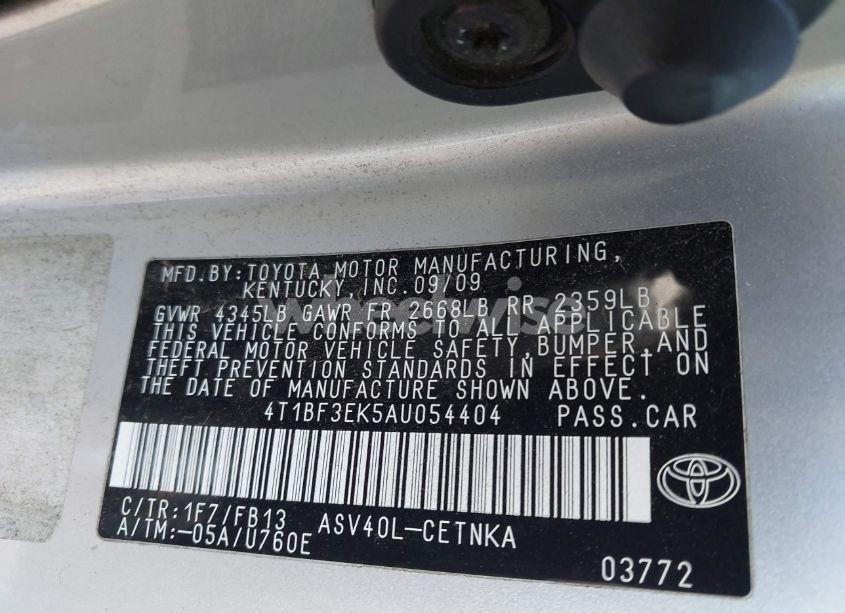 MFD.BY:TOYOTA MOTOR MANUFACTURING,
KENTUCKY, INC.09/09
GVWR 4345LB GAWR FR 2668LB RR 2359LB
THIS VEHICLE CONFORMS TO ALL APPLICABLE
FEDERAL MOTOR VEHICLE SAFETY,BUMPER,AND
THEFT PREVENTION STANDARDS IN EFFECT ON
THE DATE OF MANUFACTURE SHOWN ABOVE.
4T1BF3EK5AU054404 PASS.CAR
C/TR:1F7/FB13 ASV40L-CETNKA
A/TM:-05A/U760E
03772